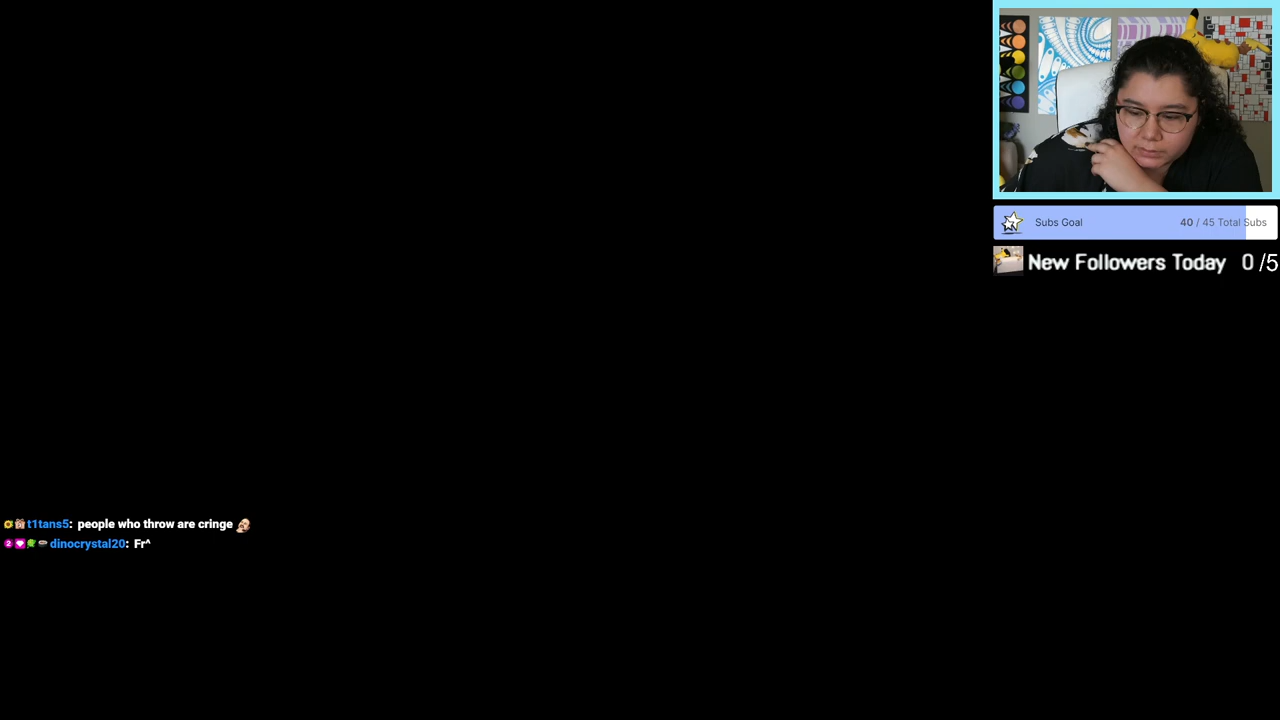 Subs Goal 40 / 45 Total Subs
New Followers Today 0 /5
t1tans5: people who throw are cringe
2 dinocrystal20: Fr^